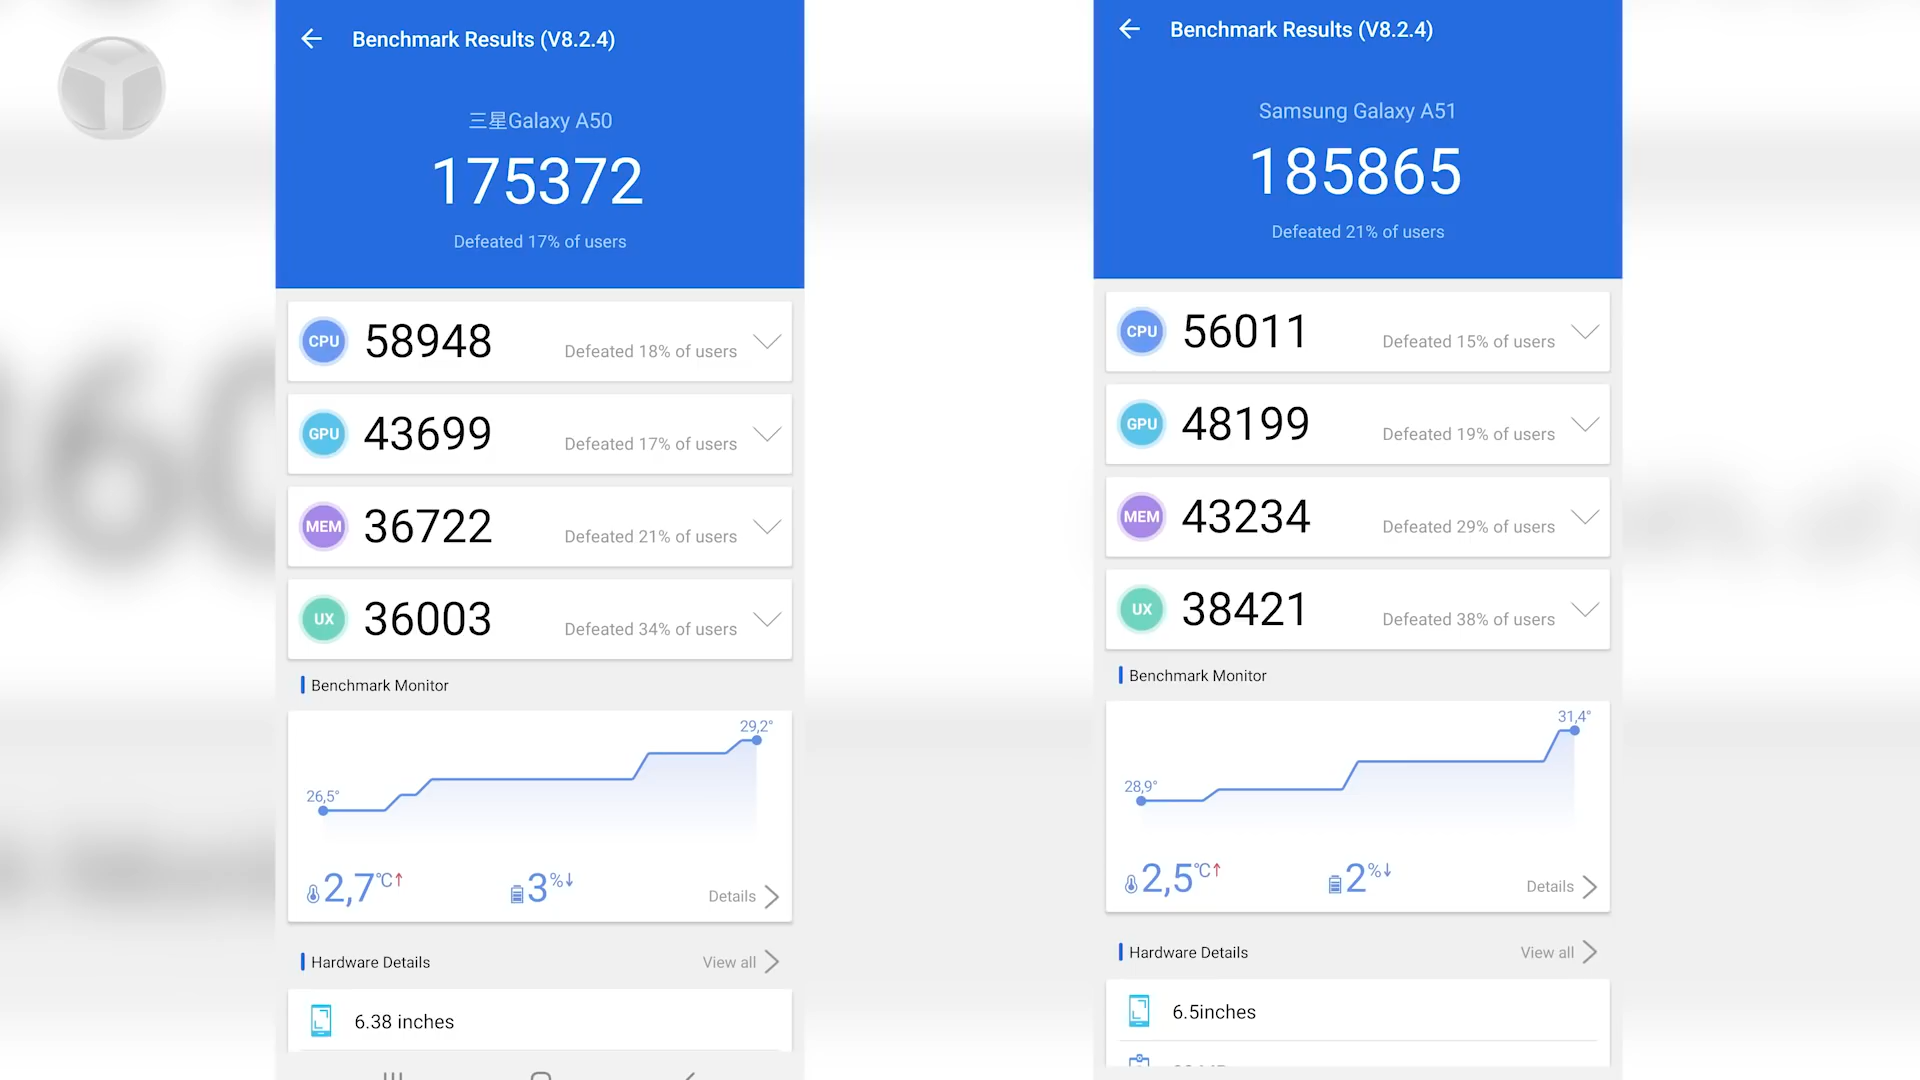 Benchmark Results (V8.2.4)
三星Galaxy A50
175372
Defeated 17% of users
CPU 58948 Defeated 18% of users
GPU 43699 Defeated 17% of users
MEM 36722 Defeated 21% of users
UX 36003 Defeated 34% of users
Benchmark Monitor
29,2°
26,5°
2,7°C↑ 3%↓ Details
Hardware Details View all
6.38 inches
Benchmark Results (V8.2.4)
Samsung Galaxy A51
185865
Defeated 21% of users
CPU 56011 Defeated 15% of users
GPU 48199 Defeated 19% of users
MEM 43234 Defeated 29% of users
UX 38421 Defeated 38% of users
Benchmark Monitor
31,4°
28,9°
2,5°C↑ 2%↓ Details
Hardware Details View all
6.5inches